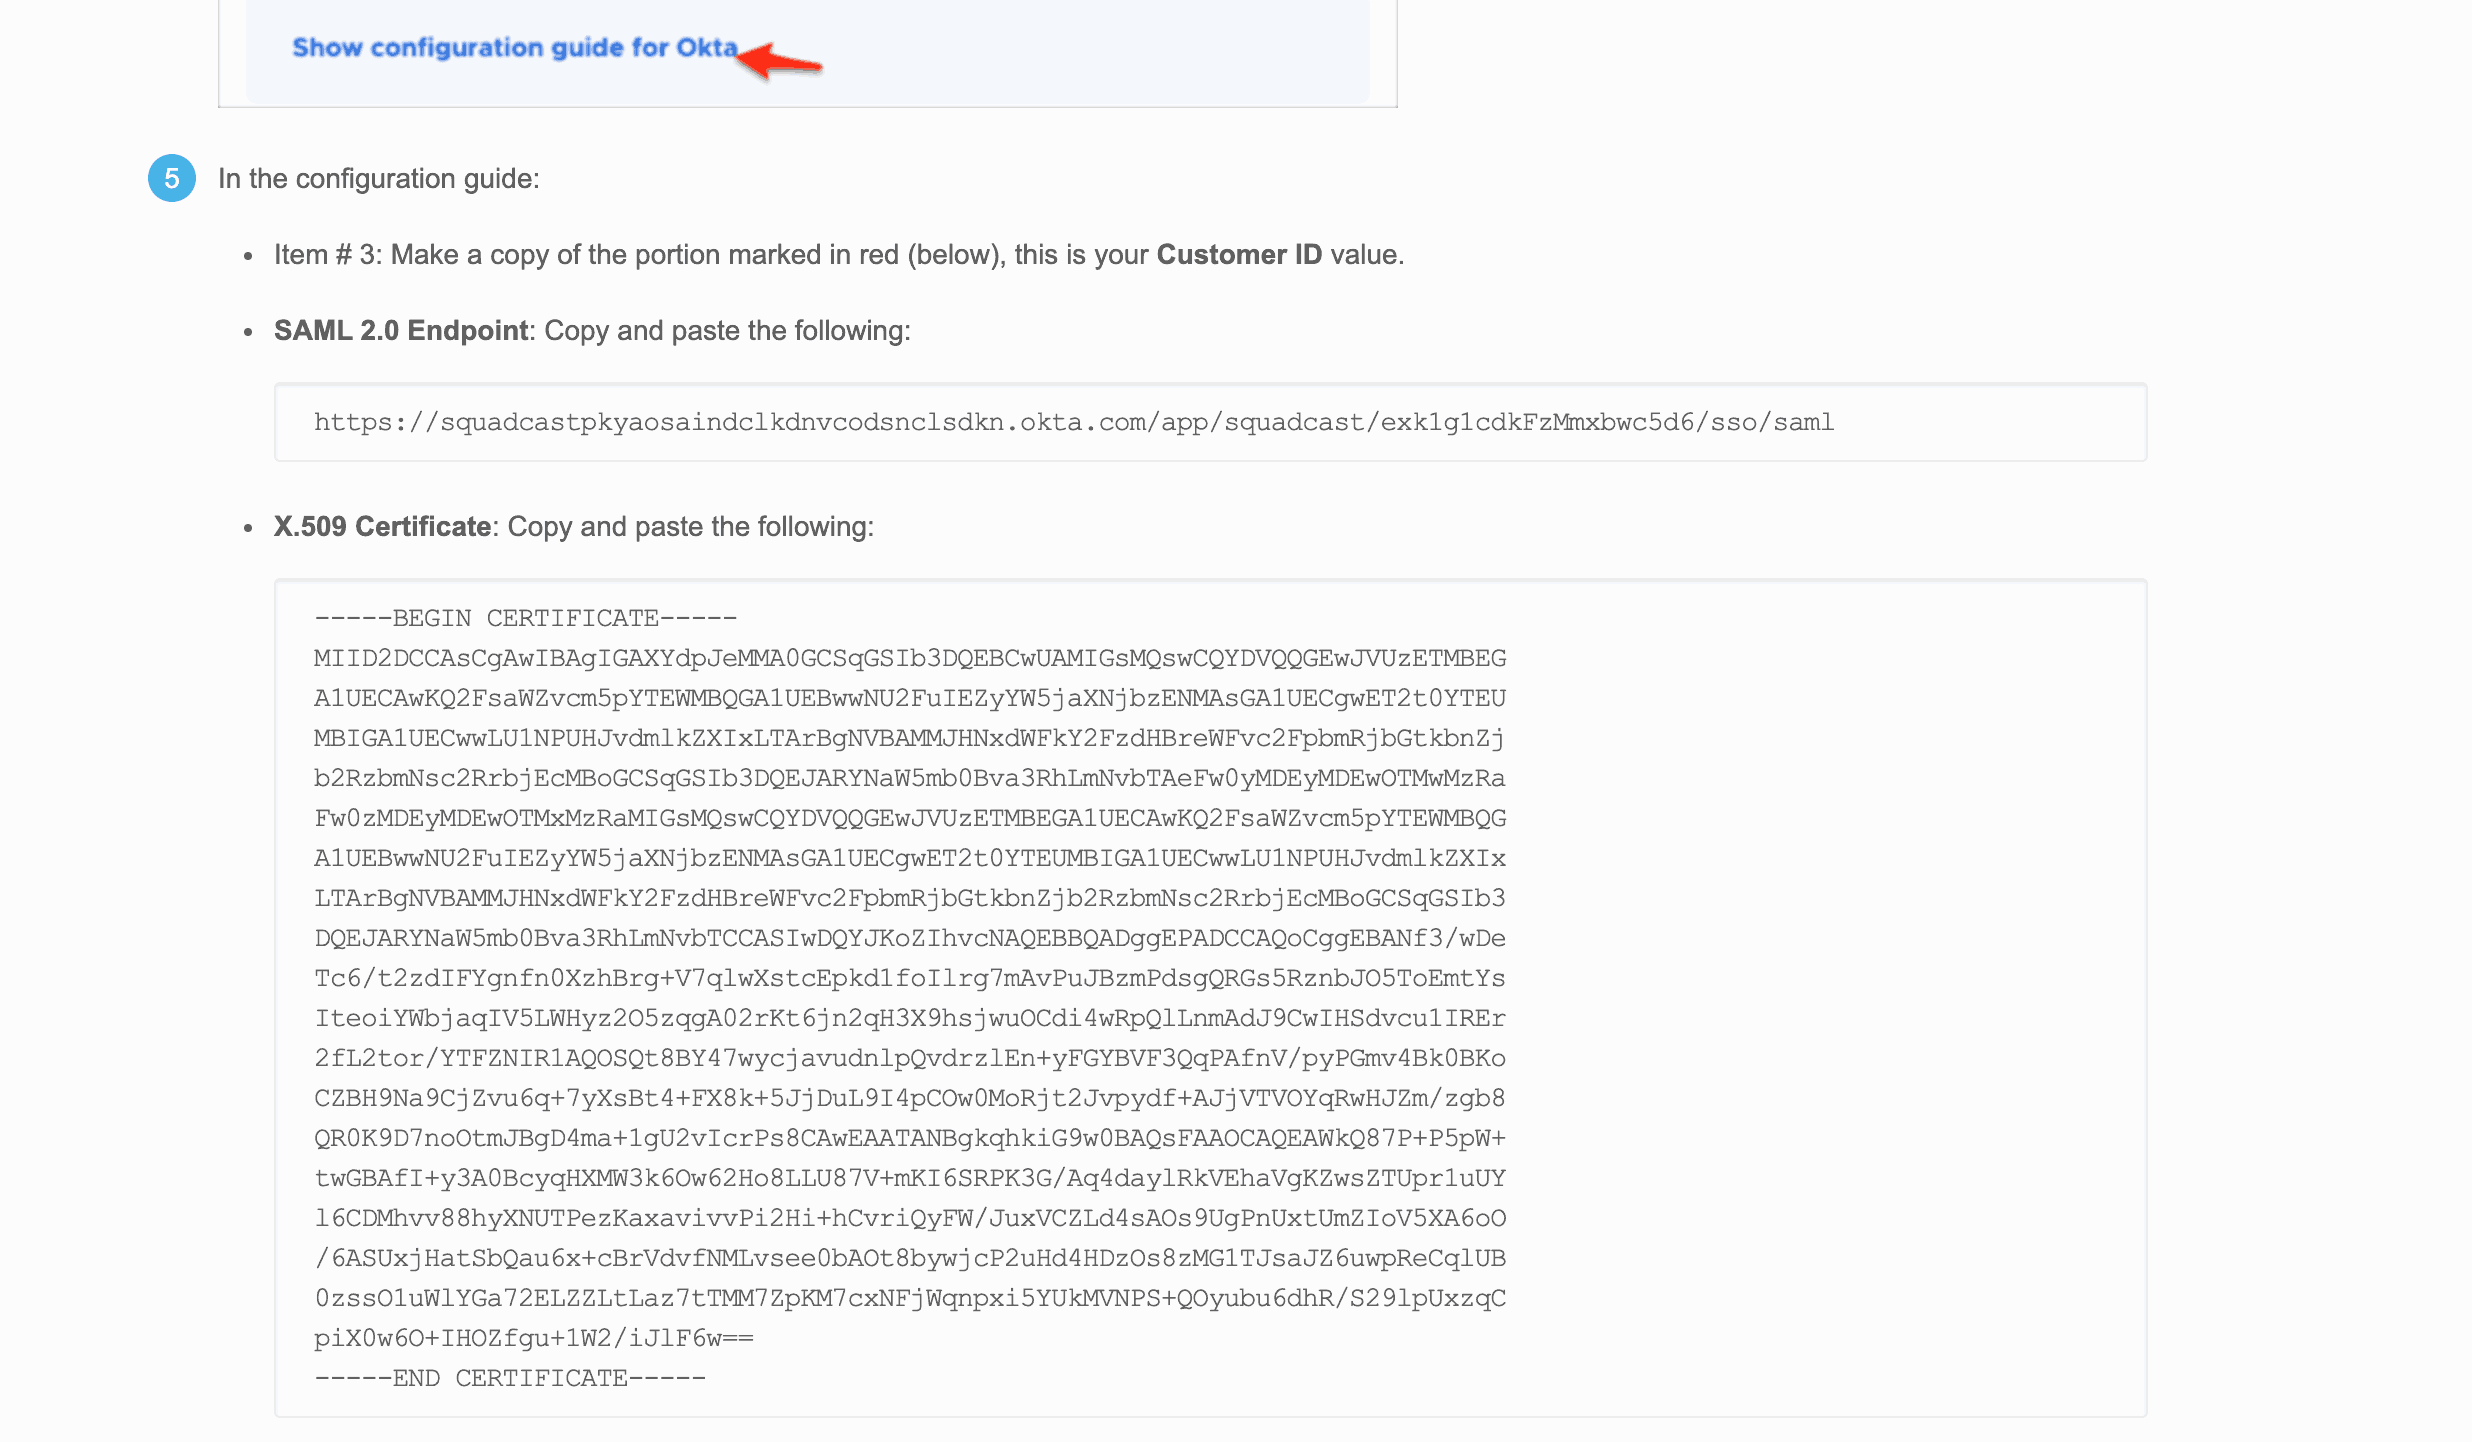 Show configuration guide for Okta
5 In the configuration guide:
• Item # 3: Make a copy of the portion marked in red (below), this is your Customer ID value.
• SAML 2.0 Endpoint: Copy and paste the following:
https://squadcastpkyaosaindclkdnvcodsnclsdkn.okta.com/app/squadcast/exk1g1cdkFzMmxbwc5d6/sso/saml
• X.509 Certificate: Copy and paste the following:
-----BEGIN CERTIFICATE-----
MIID2DCCAsCgAwIBAgIGAXYdpJeMMA0GCSqGSIb3DQEBCwUAMIGsMQswCQYDVQQGEwJVUzETMBEG
A1UECAwKQ2FsaWZvcm5pYTEWMBQGA1UEBwwNU2FuIEZyYW5jaXNjbzENMAsGA1UECgwET2t0YTEU
MBIGA1UECwwLU1NPUHJvdmlkZXIxLTArBgNVBAMMJHNxdWFkY2FzdHBreWFvc2FpbmRjbGtkbnZj
b2RzbmNsc2RrbjEcMBoGCSqGSIb3DQEJARYNaW5mb0Bva3RhLmNvbTAeFw0yMDEyMDEwOTMwMzRa
Fw0zMDEyMDEwOTMxMzRaMIGsMQswCQYDVQQGEwJVUzETMBEGA1UECAwKQ2FsaWZvcm5pYTEWMBQG
A1UEBwwNU2FuIEZyYW5jaXNjbzENMAsGA1UECgwET2t0YTEUMBIGA1UECwwLU1NPUHJvdmlkZXIx
LTArBgNVBAMMJHNxdWFkY2FzdHBreWFvc2FpbmRjbGtkbnZjb2RzbmNsc2RrbjEcMBoGCSqGSIb3
DQEJARYNaW5mb0Bva3RhLmNvbTCCASIwDQYJKoZIhvcNAQEBBQADggEPADCCAQoCggEBANf3/wDe
Tc6/t2zdIFYgnfn0XzhBrg+V7qlwXstcEpkd1foIlrg7mAvPuJBzmPdsgQRGs5RznbJO5ToEmtYs
IteoiYWbjaqIV5LWHyz2O5zqgA02rKt6jn2qH3X9hsjwuOCdi4wRpQlLnmAdJ9CwIHSdvcu1IREr
2fL2tor/YTFZNIR1AQOSQt8BY47wycjavudnlpQvdrzlEn+yFGYBVF3QqPAfnV/pyPGmv4Bk0BKo
CZBH9Na9CjZvu6q+7yXsBt4+FX8k+5JjDuL9I4pCOw0MoRjt2Jvpydf+AJjVTVOYqRwHJZm/zgb8
QR0K9D7noOtmJBgD4ma+1gU2vIcrPs8CAwEAATANBgkqhkiG9w0BAQsFAAOCAQEAWkQ87P+P5pW+
twGBAfI+y3A0BcyqHXMW3k6Ow62Ho8LLU87V+mKI6SRPK3G/Aq4daylRkVEhaVgKZwsZTUpr1uUY
l6CDMhvv88hyXNUTPezKaxavivvPi2Hi+hCvriQyFW/JuxVCZLd4sAOs9UgPnUxtUmZIoV5XA6oO
/6ASUxjHatSbQau6x+cBrVdvfNMLvsee0bAOt8bywjcP2uHd4HDzOs8zMG1TJsaJZ6uwpReCqlUB
0zssO1uWlYGa72ELZZLtLaz7tTMM7ZpKM7cxNFjWqnpxi5YUkMVNPS+QOyubu6dhR/S29lpUxzqC
piX0w6O+IHOZfgu+1W2/iJlF6w==
-----END CERTIFICATE-----